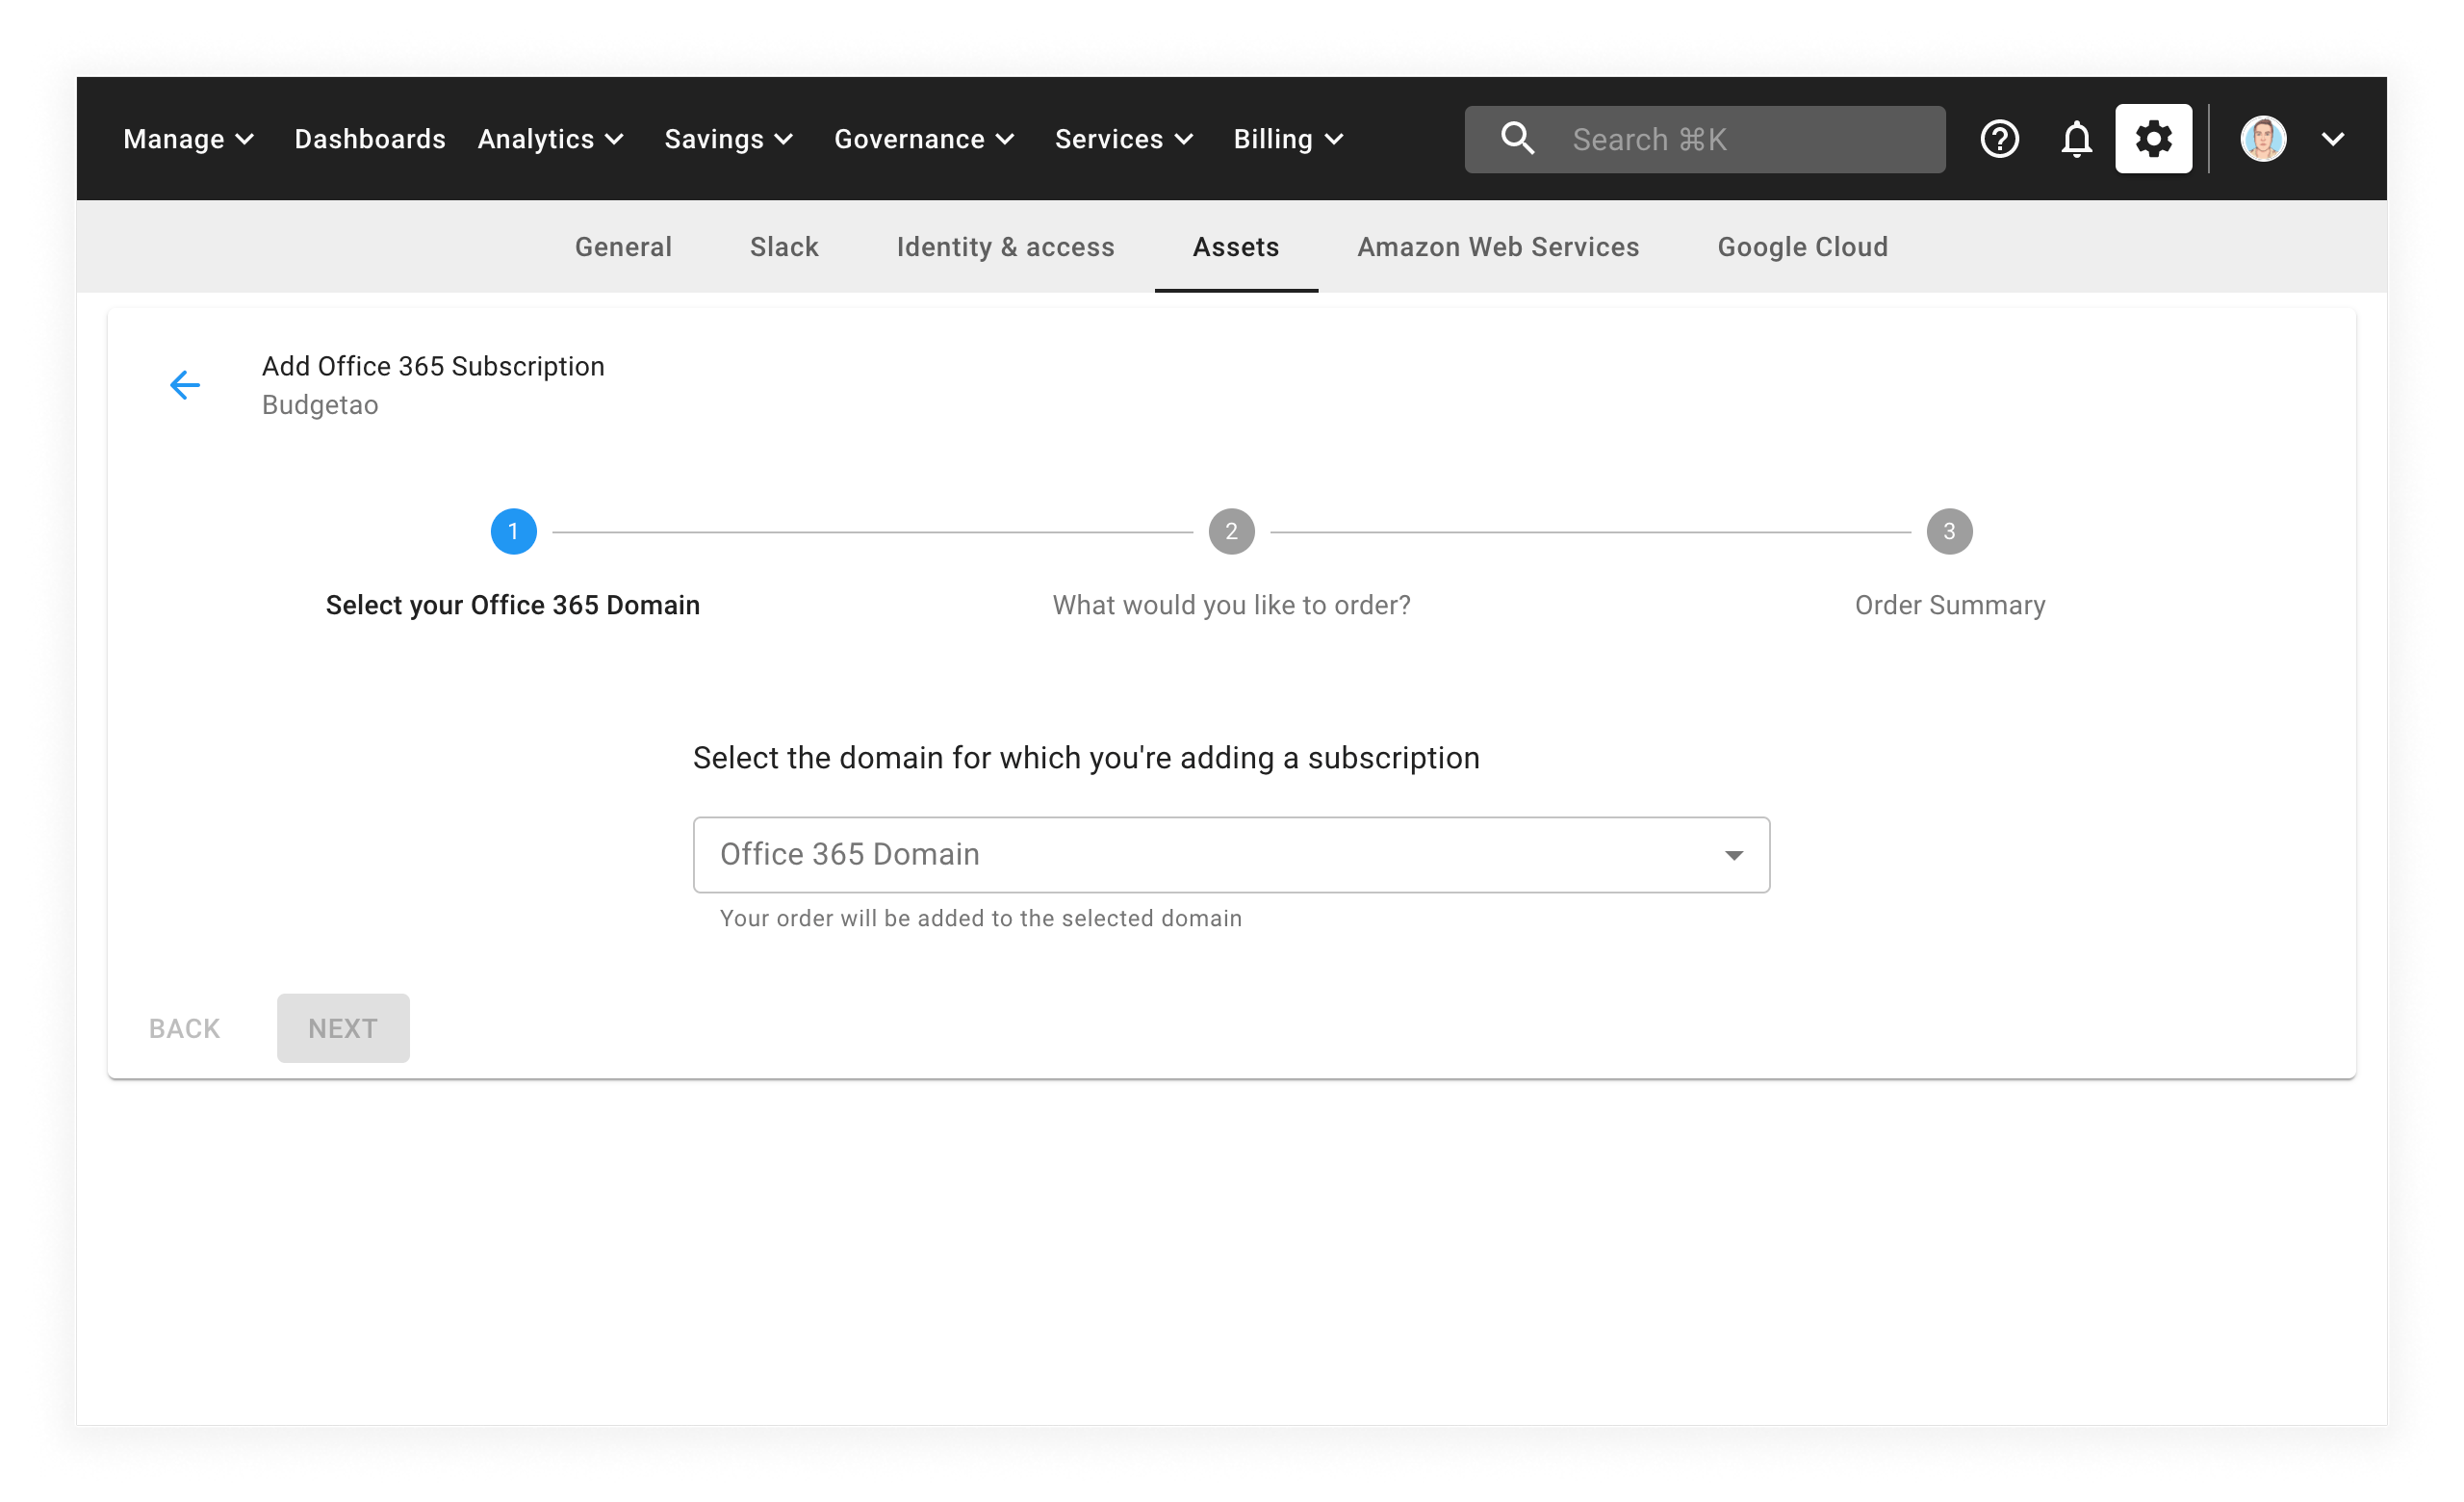 Manage Dashboards Analytics Savings Governance Services Billing Search ⌘K
General Slack Identity & access Assets Amazon Web Services Google Cloud
Add Office 365 Subscription
Budgetao
1 2 3
Select your Office 365 Domain What would you like to order? Order Summary
Select the domain for which you're adding a subscription
Office 365 Domain
Your order will be added to the selected domain
BACK NEXT